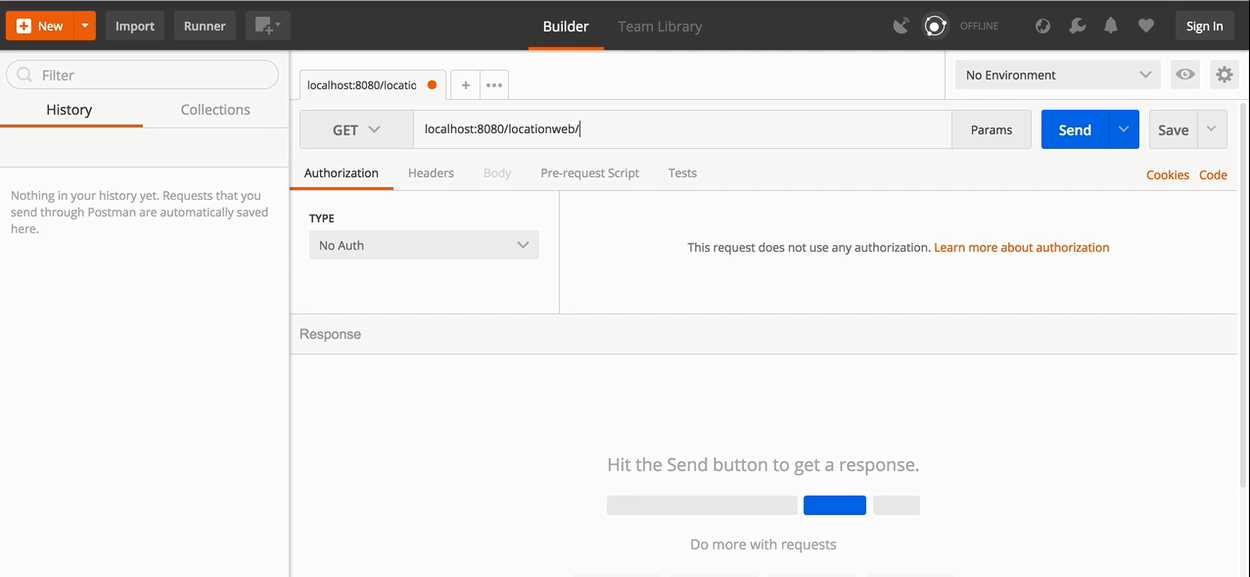 New
Import
Runner
Builder
Team Library
OFFLINE
Sign In
Filter
History
Collections
Nothing in your history yet. Requests that you
send through Postman are automatically saved
here.
localhost:8080/locatio
No Environment
GET
localhost:8080/locationweb/
Params
Send
Save
Authorization
Headers
Body
Pre-request Script
Tests
Cookies
Code
TYPE
No Auth
This request does not use any authorization. Learn more about authorization
Response
Hit the Send button to get a response.
Do more with requests